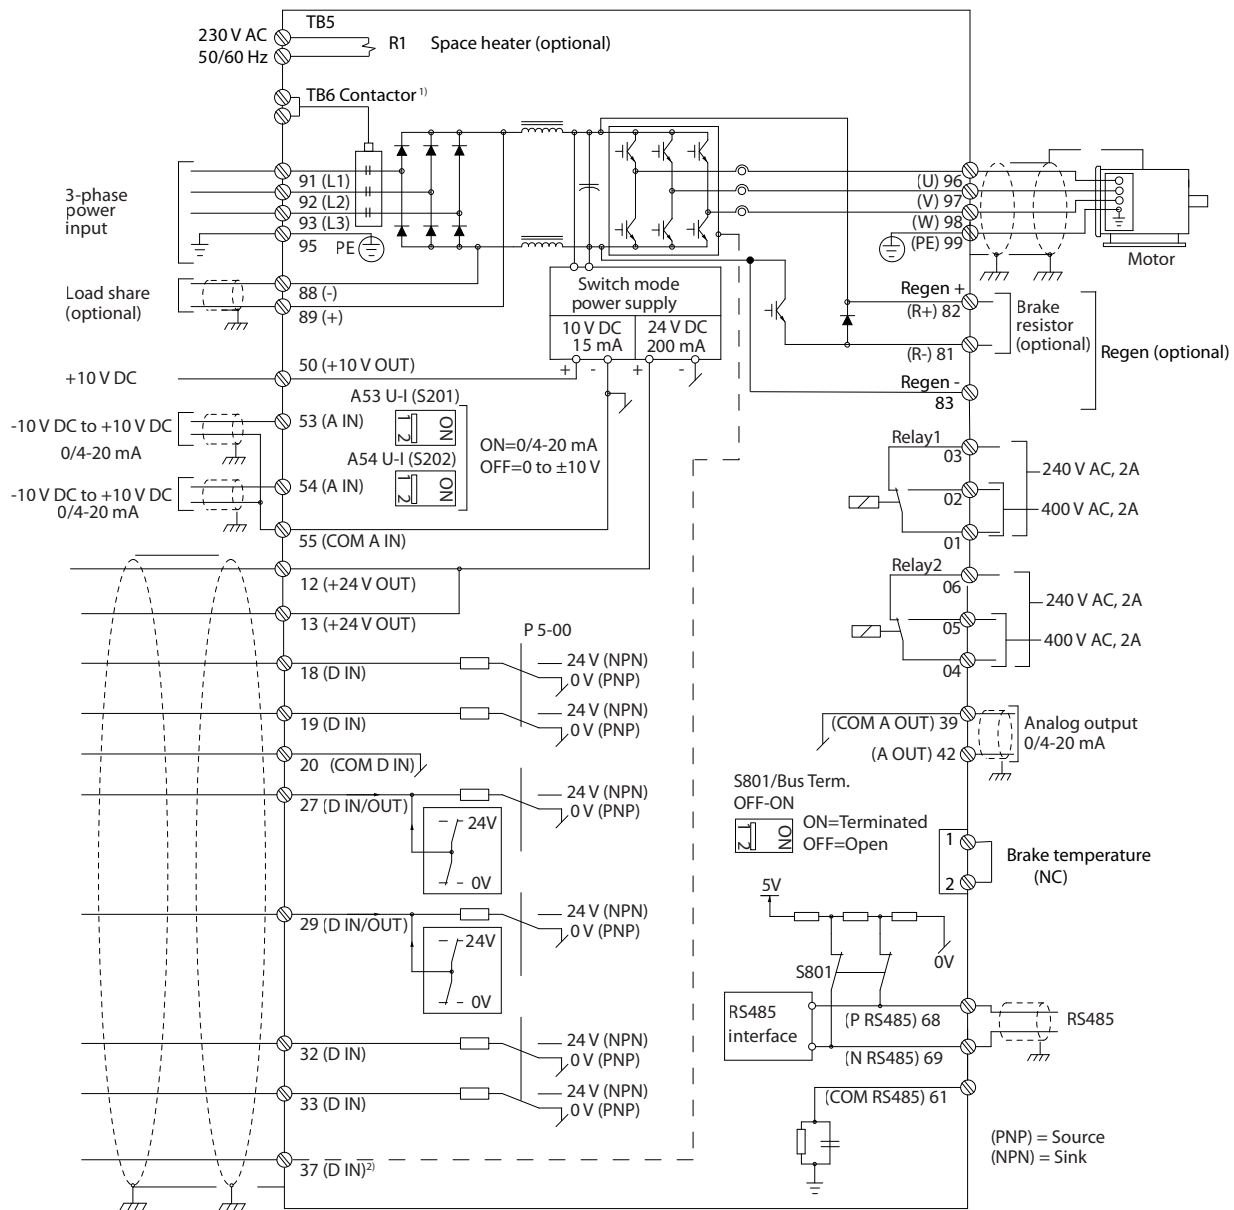 TB5
230 V AC
50/60 Hz
R1
Space heater (optional)
TB6 Contactor 1)
3-phase
power
input
91 (L1)
92 (L2)
93 (L3)
95
PE
(U) 96
(V) 97
(W) 98
(PE) 99
Motor
Load share
(optional)
88 (-)
89 (+)
Switch mode
power supply
10 V DC
15 mA
24 V DC
200 mA
+
-
+
-
Regen +
(R+) 82
Brake
resistor
(optional)
(R-) 81
Regen -
83
Regen (optional)
+10 V DC
50 (+10 V OUT)
A53 U-I (S201)
1 2
ON
-10 V DC to +10 V DC
0/4-20 mA
53 (A IN)
ON=0/4-20 mA
OFF=0 to ±10 V
A54 U-I (S202)
1 2
ON
-10 V DC to +10 V DC
0/4-20 mA
54 (A IN)
55 (COM A IN)
Relay1
03
02
01
240 V AC, 2A
400 V AC, 2A
12 (+24 V OUT)
13 (+24 V OUT)
Relay2
06
05
04
240 V AC, 2A
400 V AC, 2A
P 5-00
18 (D IN)
24 V (NPN)
0 V (PNP)
19 (D IN)
24 V (NPN)
0 V (PNP)
20 (COM D IN)
27 (D IN/OUT)
24 V (NPN)
0 V (PNP)
24V
0V
29 (D IN/OUT)
24 V (NPN)
0 V (PNP)
24V
0V
32 (D IN)
24 V (NPN)
0 V (PNP)
33 (D IN)
24 V (NPN)
0 V (PNP)
37 (D IN)2)
(COM A OUT) 39
(A OUT) 42
Analog output
0/4-20 mA
S801/Bus Term.
OFF-ON
1 2
ON
ON=Terminated
OFF=Open
1
2
Brake temperature
(NC)
5V
0V
S801
RS485
interface
(P RS485) 68
(N RS485) 69
RS485
(COM RS485) 61
(PNP) = Source
(NPN) = Sink